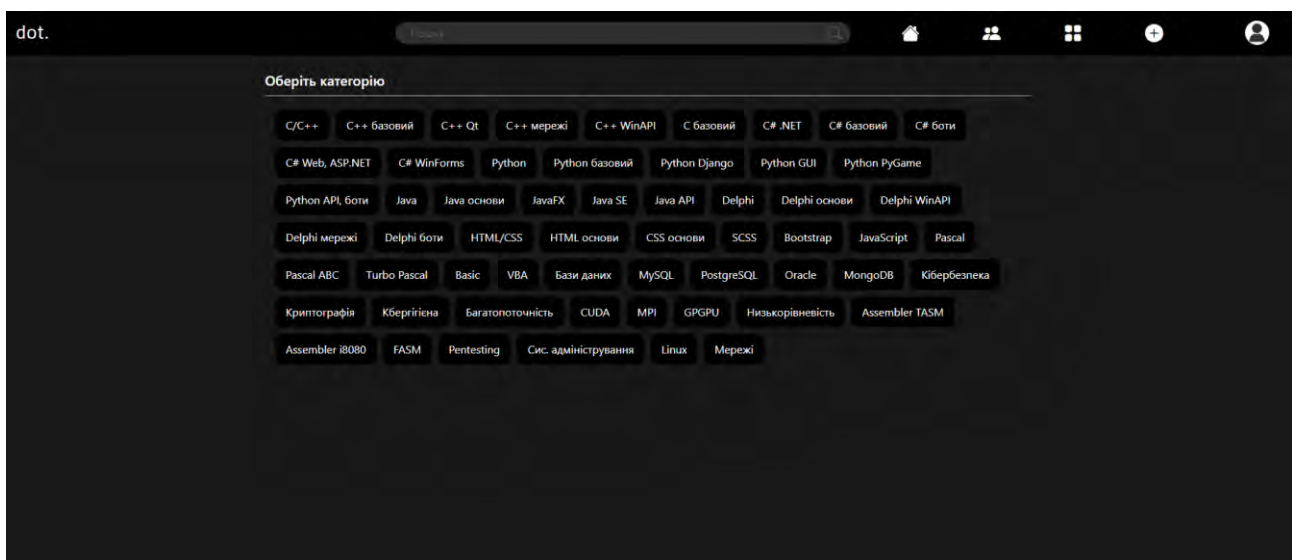 dot. Пошук
Оберіть категорію
C/C++ C++ базовий C++ Qt C++ мережі C++ WinAPI C базовий C# .NET C# базовий C# боти
C# Web, ASP.NET C# WinForms Python Python базовий Python Django Python GUI Python PyGame
Python API, боти Java Java основи JavaFX Java SE Java API Delphi Delphi основи Delphi WinAPI
Delphi мережі Delphi боти HTML/CSS HTML основи CSS основи SCSS Bootstrap JavaScript Pascal
Pascal ABC Turbo Pascal Basic VBA Бази даних MySQL PostgreSQL Oracle MongoDB Кібербезпека
Криптографія Кбергігієна Багатопоточність CUDA MPI GPGPU Низькорівневість Assembler TASM
Assembler i8080 FASM Pentesting Сис. адміністрування Linux Мережі